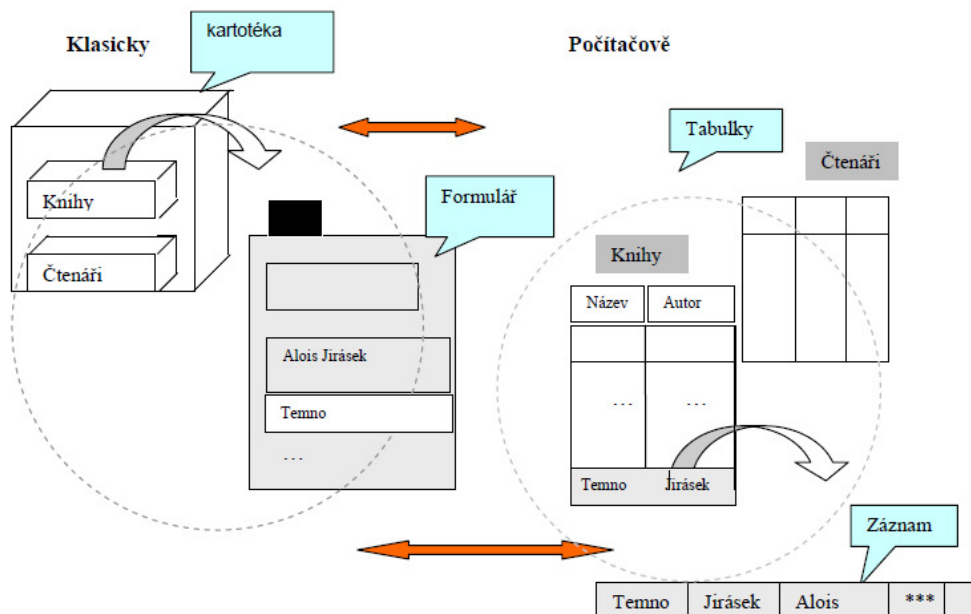 Klasicky
kartotéka
Počítačově
Knihy
Čtenáři
Formulář
Alois Jirásek
Temno
...
Tabulky
Čtenáři
Knihy
Název Autor
... ...
Temno Jirásek
Záznam
Temno Jirásek Alois ***